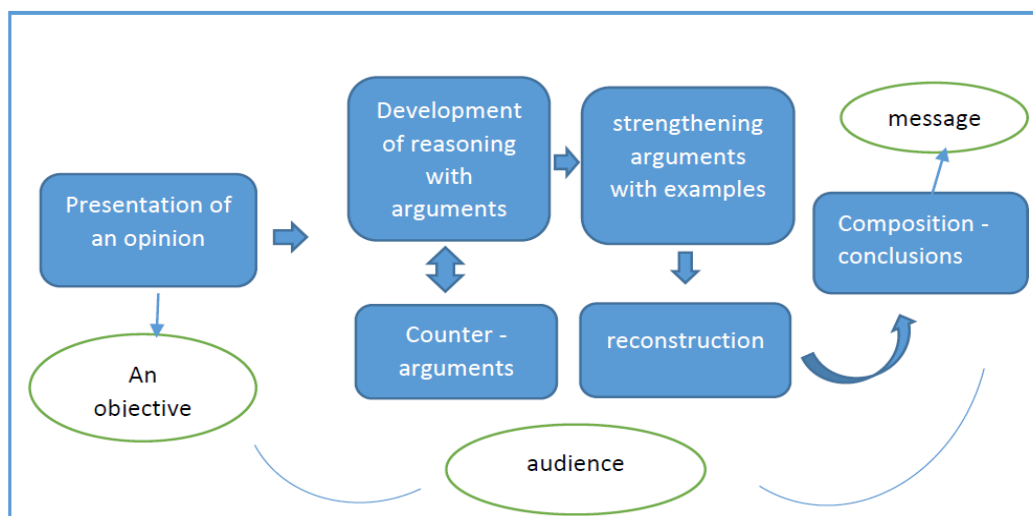 Presentation of
an opinion
An
objective
Development
of reasoning
with
arguments
Counter -
arguments
strengthening
arguments
with examples
reconstruction
Composition -
conclusions
message
audience